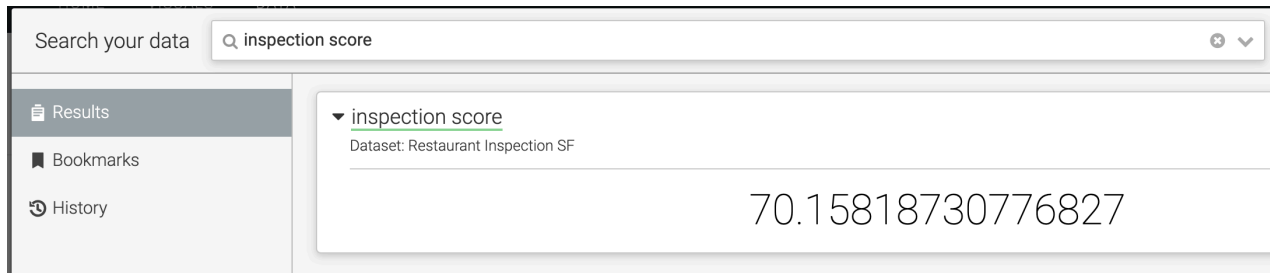 Search your data
inspection score
Results
Bookmarks
History
inspection score
Dataset: Restaurant Inspection SF
70.15818730776827